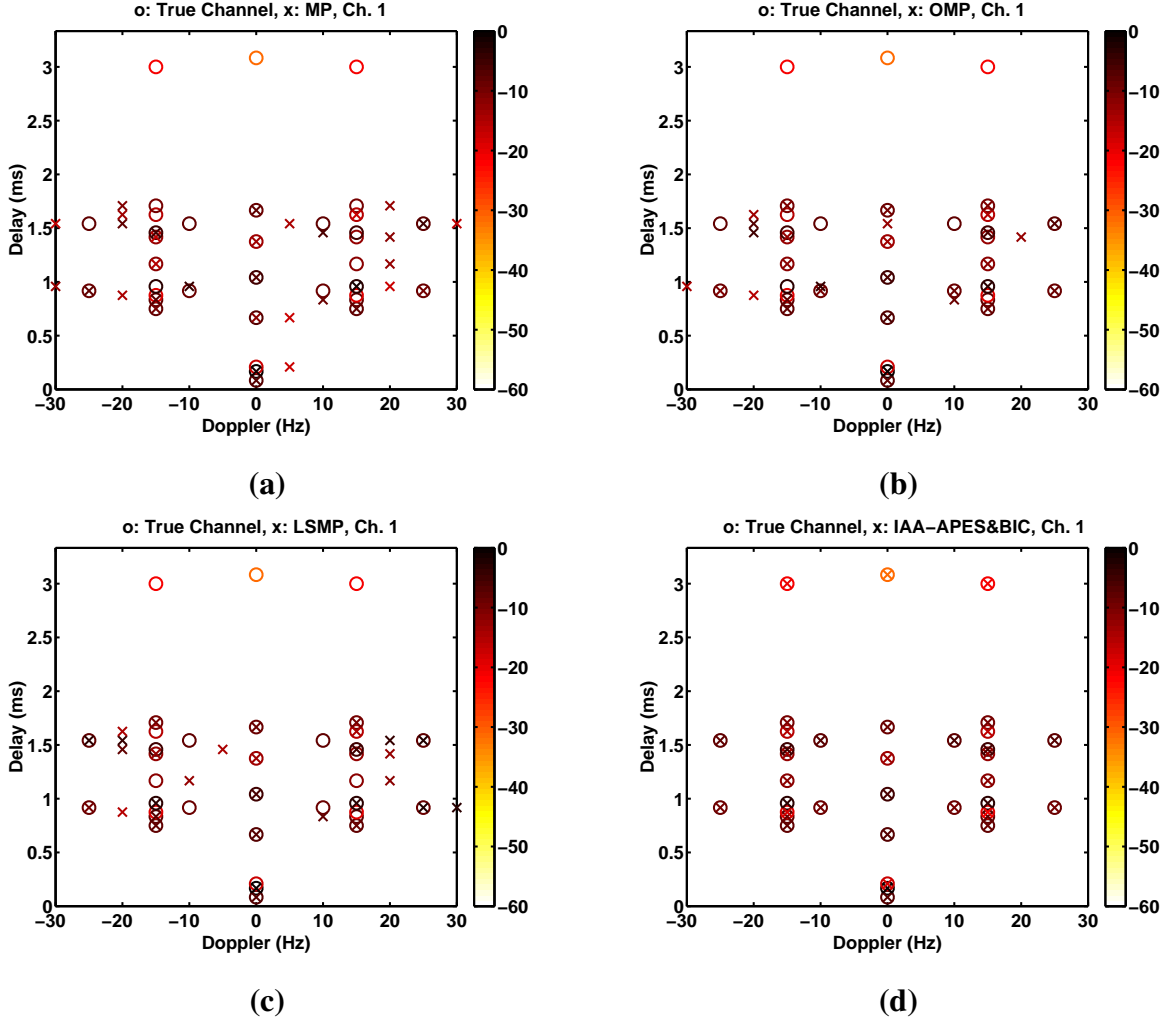 o: True Channel, x: MP, Ch. 1
Delay (ms)
3
2.5
2
1.5
1
0.5
0
−30 −20 −10 0 10 20 30
Doppler (Hz)
0
−10
−20
−30
−40
−50
−60
(a)
o: True Channel, x: OMP, Ch. 1
Delay (ms)
3
2.5
2
1.5
1
0.5
0
−30 −20 −10 0 10 20 30
Doppler (Hz)
0
−10
−20
−30
−40
−50
−60
(b)
o: True Channel, x: LSMP, Ch. 1
Delay (ms)
3
2.5
2
1.5
1
0.5
0
−30 −20 −10 0 10 20 30
Doppler (Hz)
0
−10
−20
−30
−40
−50
−60
(c)
o: True Channel, x: IAA−APES&BIC, Ch. 1
Delay (ms)
3
2.5
2
1.5
1
0.5
0
−30 −20 −10 0 10 20 30
Doppler (Hz)
0
−10
−20
−30
−40
−50
−60
(d)